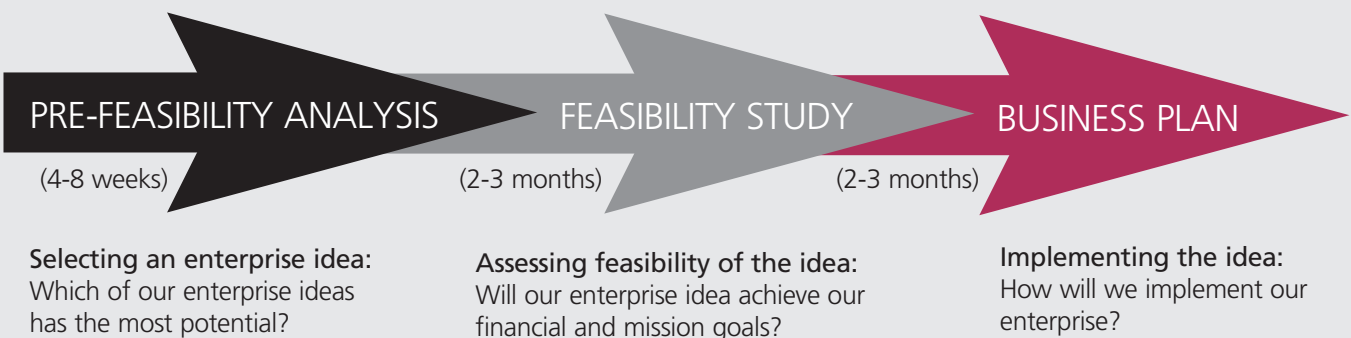 PRE-FEASIBILITY ANALYSIS
(4-8 weeks)
FEASIBILITY STUDY
(2-3 months)
BUSINESS PLAN
(2-3 months)
Selecting an enterprise idea:
Which of our enterprise ideas
has the most potential?
Assessing feasibility of the idea:
Will our enterprise idea achieve our
financial and mission goals?
Implementing the idea:
How will we implement our
enterprise?